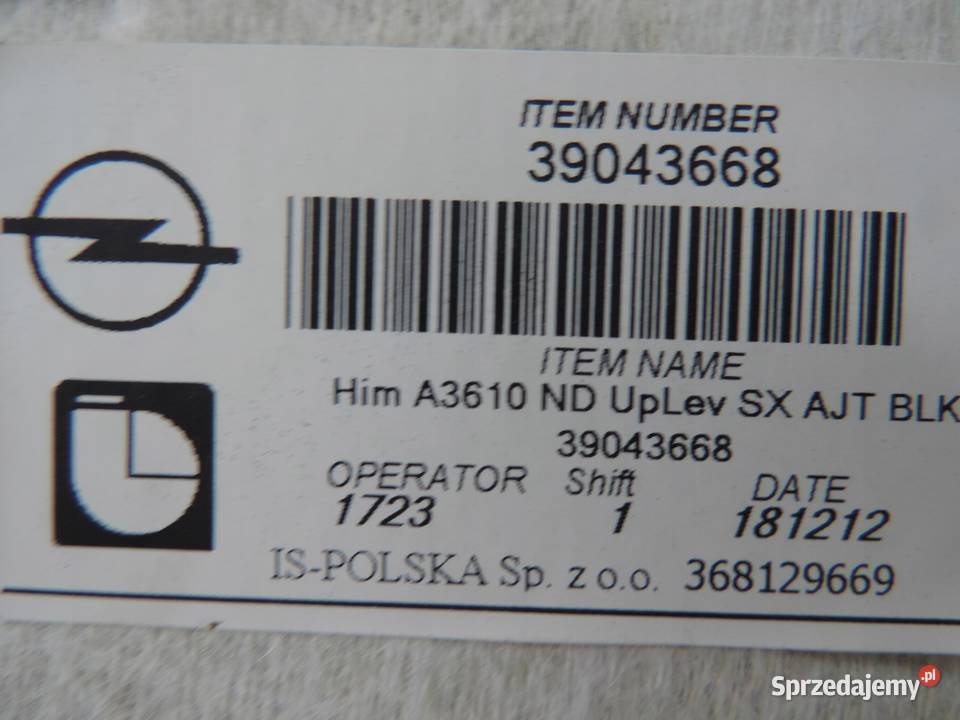 ITEM NUMBER
39043668
ITEM NAME
Him A3610 ND UpLev SX AJT BLK
39043668
OPERATOR Shift DATE
1723 1 181212
IS-POLSKA Sp. z o.o. 368129669
Sprzedajemy.pl